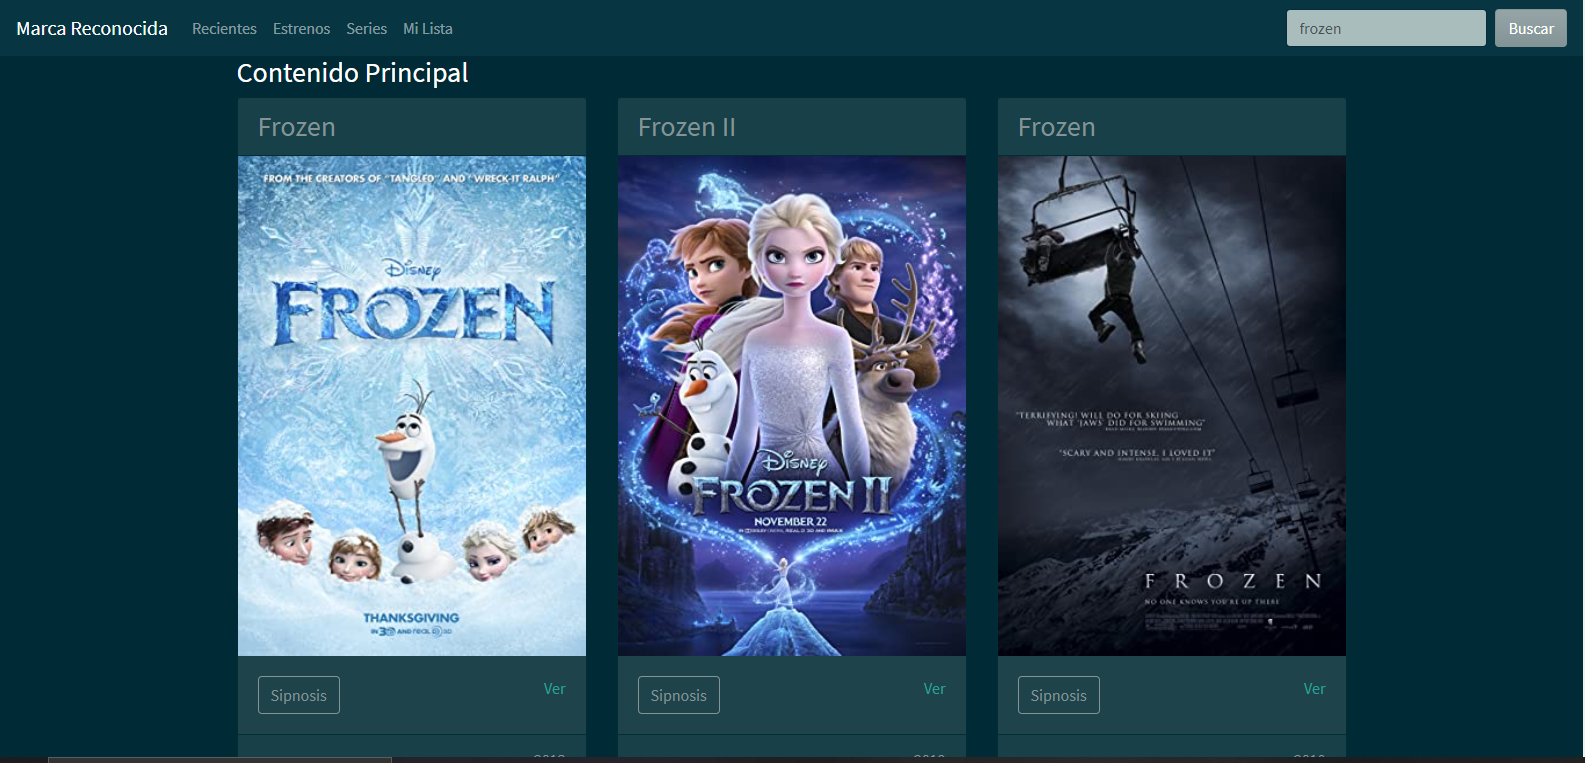 Marca Reconocida Recientes Estrenos Series Mi Lista frozen Buscar
Contenido Principal
Frozen
FROM THE CREATORS OF "TANGLED" AND "WRECK-IT RALPH"
Disney
FROZEN
THANKSGIVING
IN 3D AND REAL D 3D
Sipnosis Ver
Frozen II
Disney
FROZEN II
NOVEMBER 22
Sipnosis Ver
Frozen
"TERRIFYING! WILL DO FOR SKIING
WHAT 'JAWS' DID FOR SWIMMING"
"SCARY AND INTENSE, I LOVED IT"
FROZEN
NO ONE KNOWS YOU'RE UP THERE
Sipnosis Ver